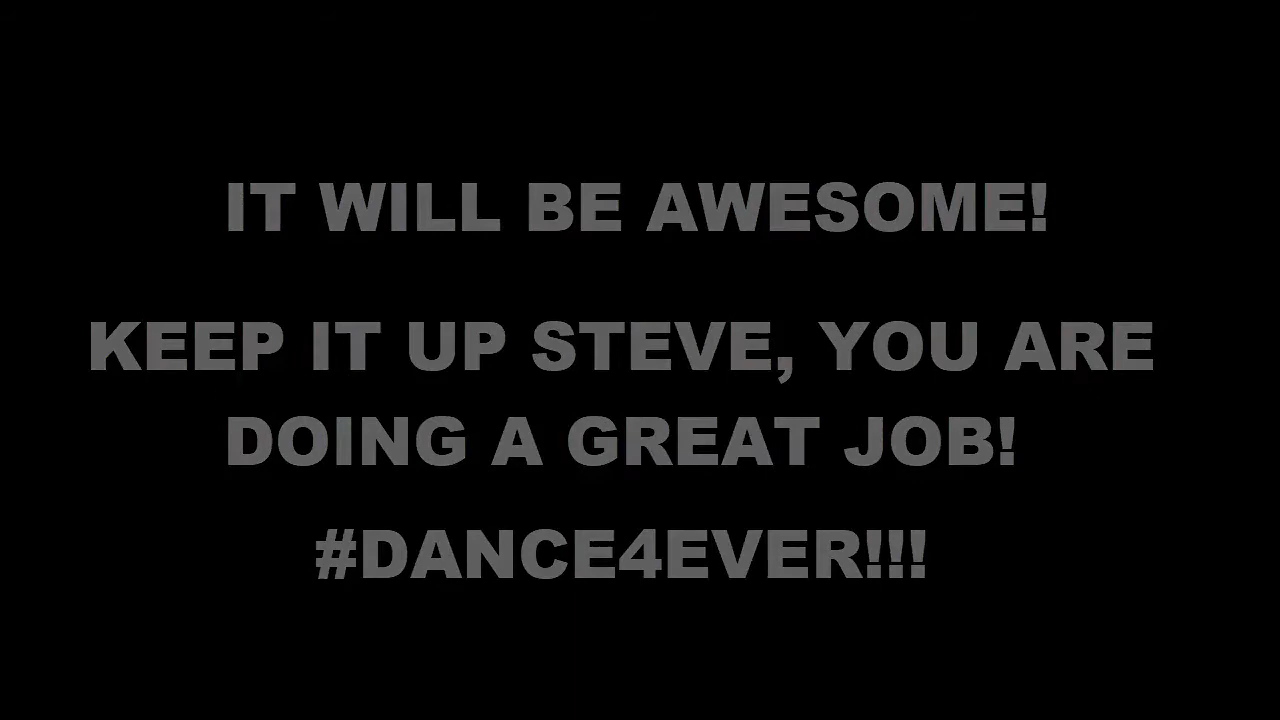 IT WILL BE AWESOME!
KEEP IT UP STEVE, YOU ARE
DOING A GREAT JOB!
#DANCE4EVER!!!